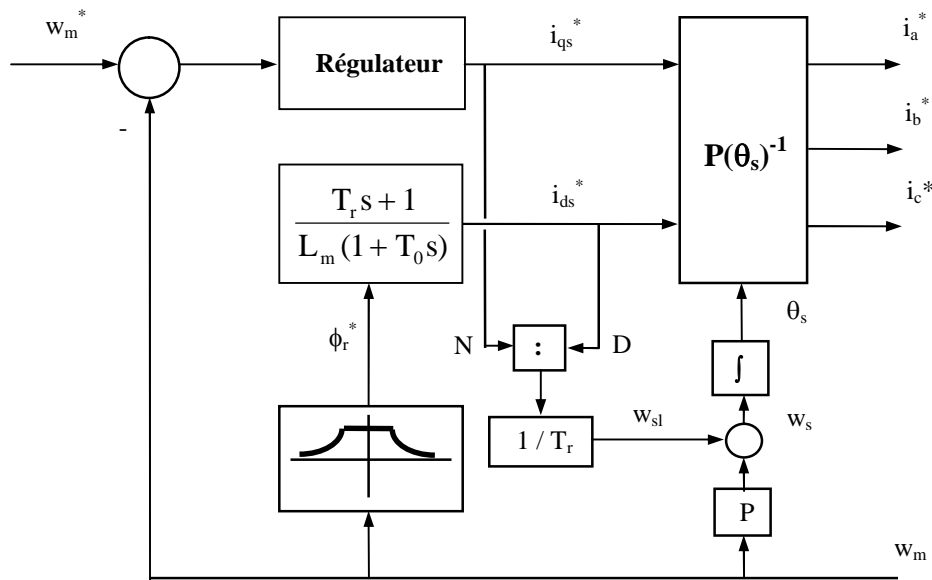 w_m^*
i_qs^*
i_a^*
Régulateur
-
i_b^*
P(θ_s)^-1
i_ds^*
i_c^*
T_r s + 1
L_m (1 + T_0 s)
θ_s
ϕ_r^*
N
:
D
∫
w_sl
w_s
1 / T_r
P
w_m